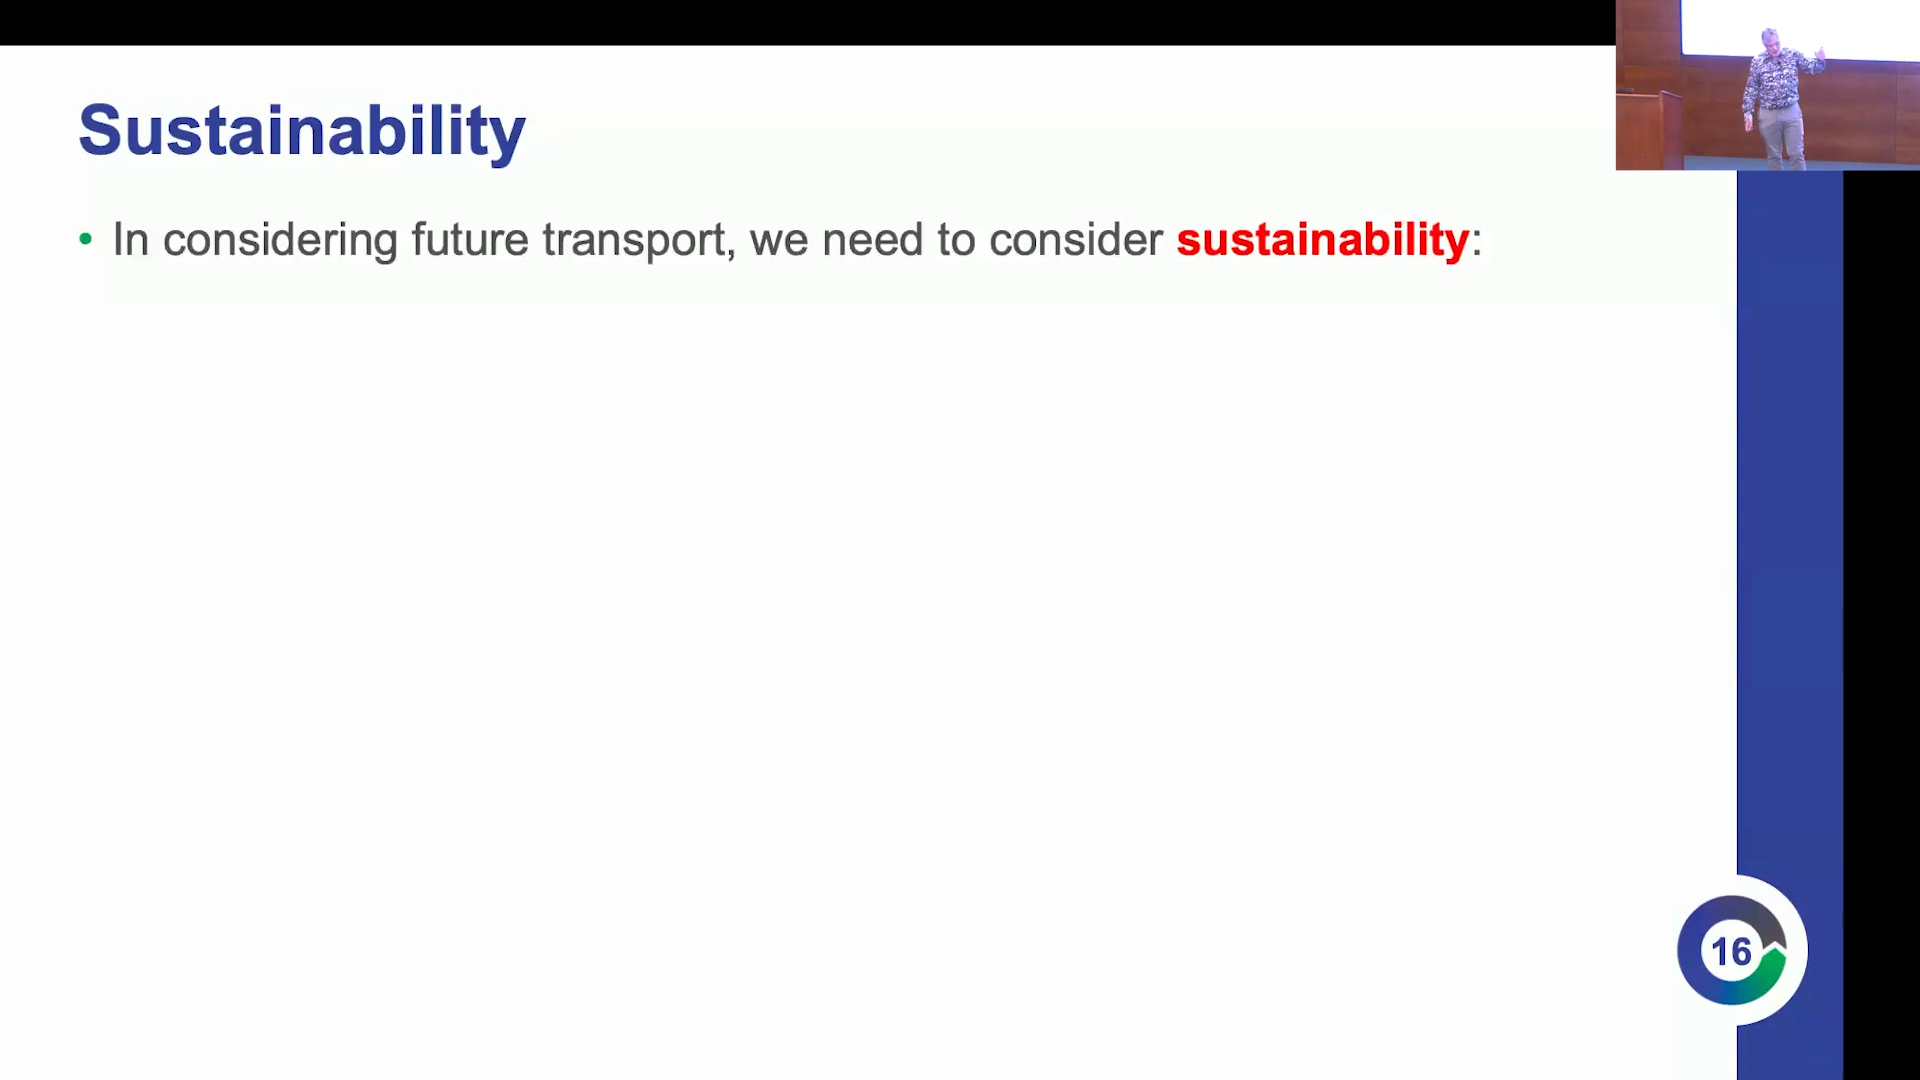 Sustainability
• In considering future transport, we need to consider sustainability:
16